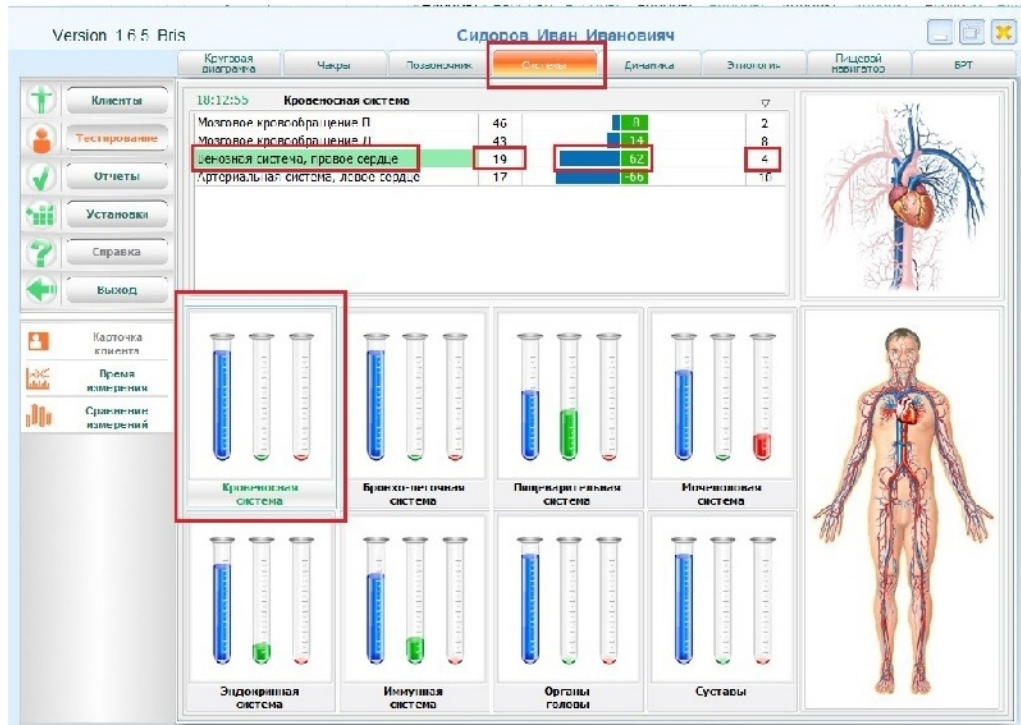 Version 1.6.5 Bris
Сидоров Иван Ивановияч
Круговая диаграмма
Чакры
Позвоночник
Системы
Динамика
Этиология
Пищевой навигатор
БРТ
Клиенты
Тестирование
Отчеты
Установки
Справка
Выход
Карточка клиента
Время измерения
Сравнение измерений
18:12:55 Кровеносная система
Мозговое кровообращение П 46 8 2
Мозговое кровообращение Л 43 14 8
Венозная система, правое сердце 19 62 4
Артериальная система, левое сердце 17 -66 10
Кровеносная система
Бронхо-легочная система
Пищеварительная система
Мочеполовая система
Эндокринная система
Иммунная система
Органы головы
Суставы